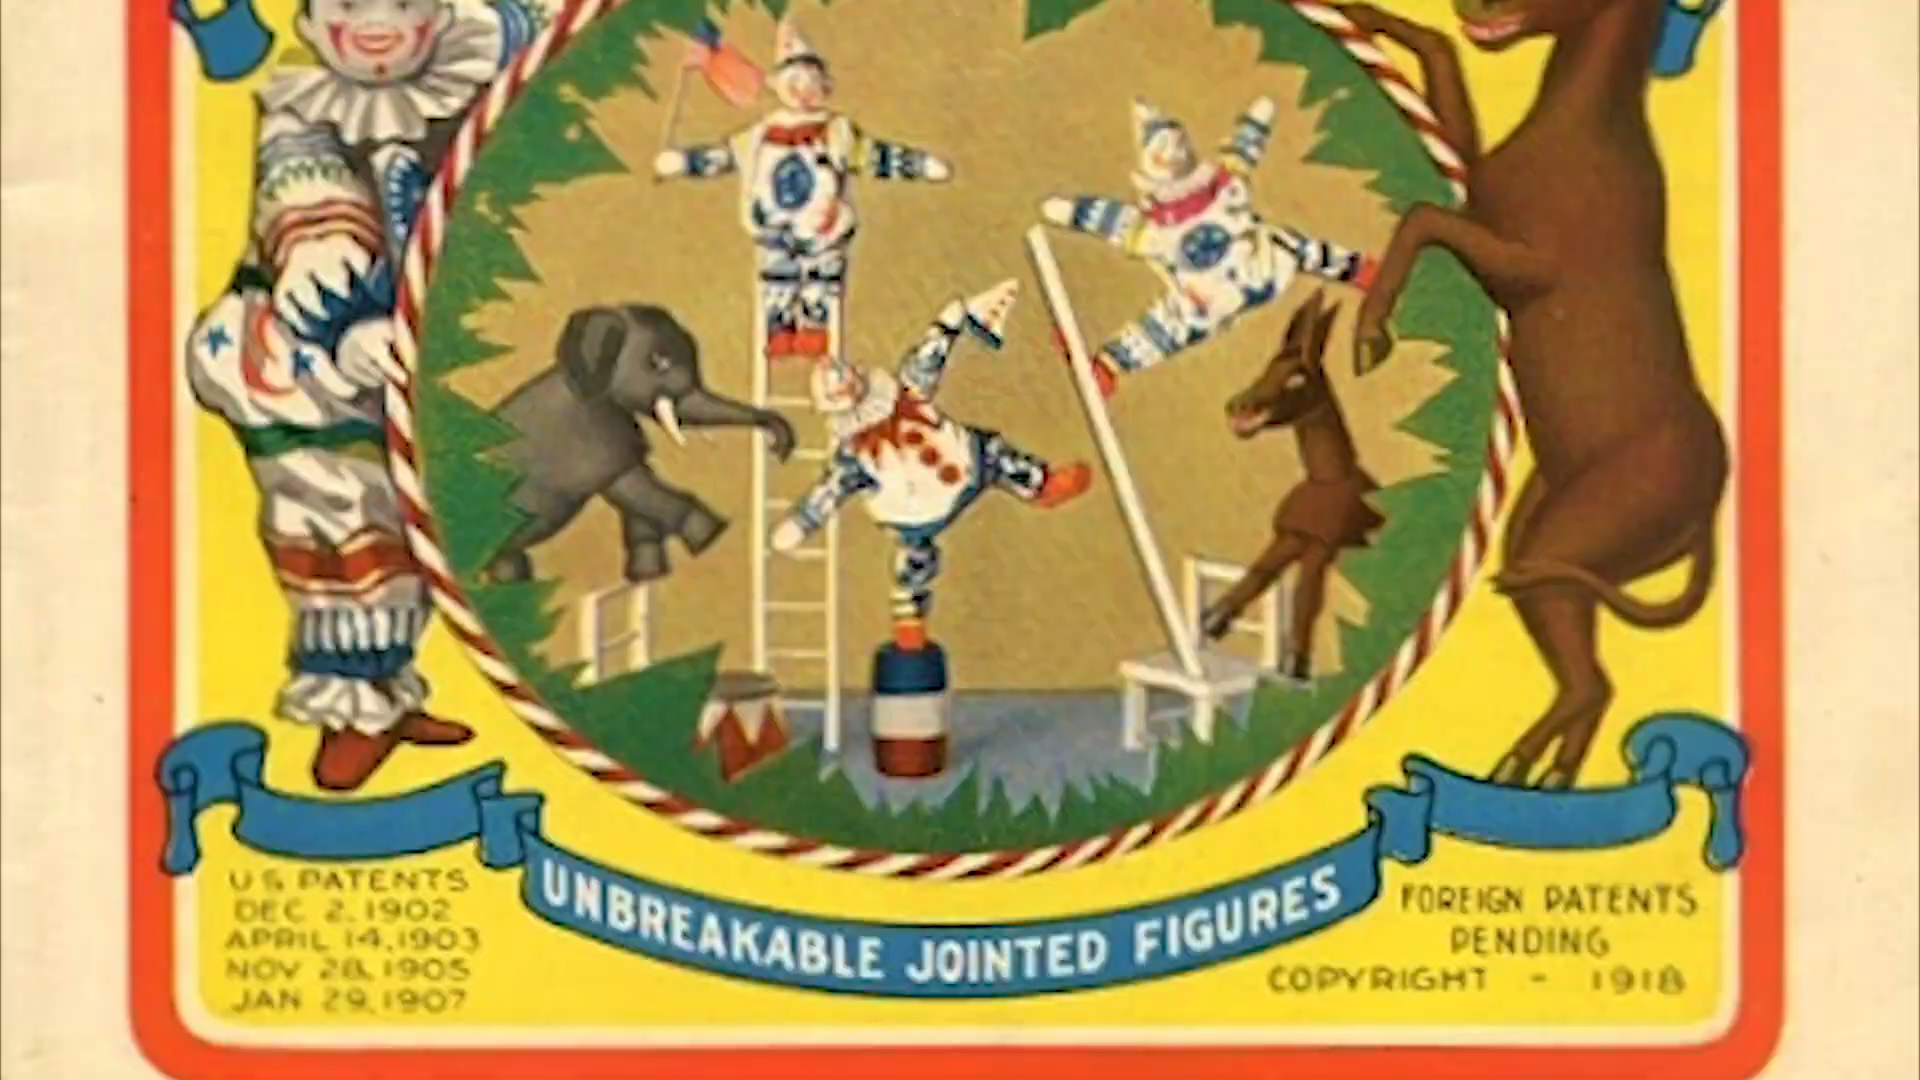 U S PATENTS
DEC 2, 1902
APRIL 14, 1903
NOV 28, 1905
JAN 29, 1907
UNBREAKABLE JOINTED FIGURES
FOREIGN PATENTS
PENDING
COPYRIGHT - 1918